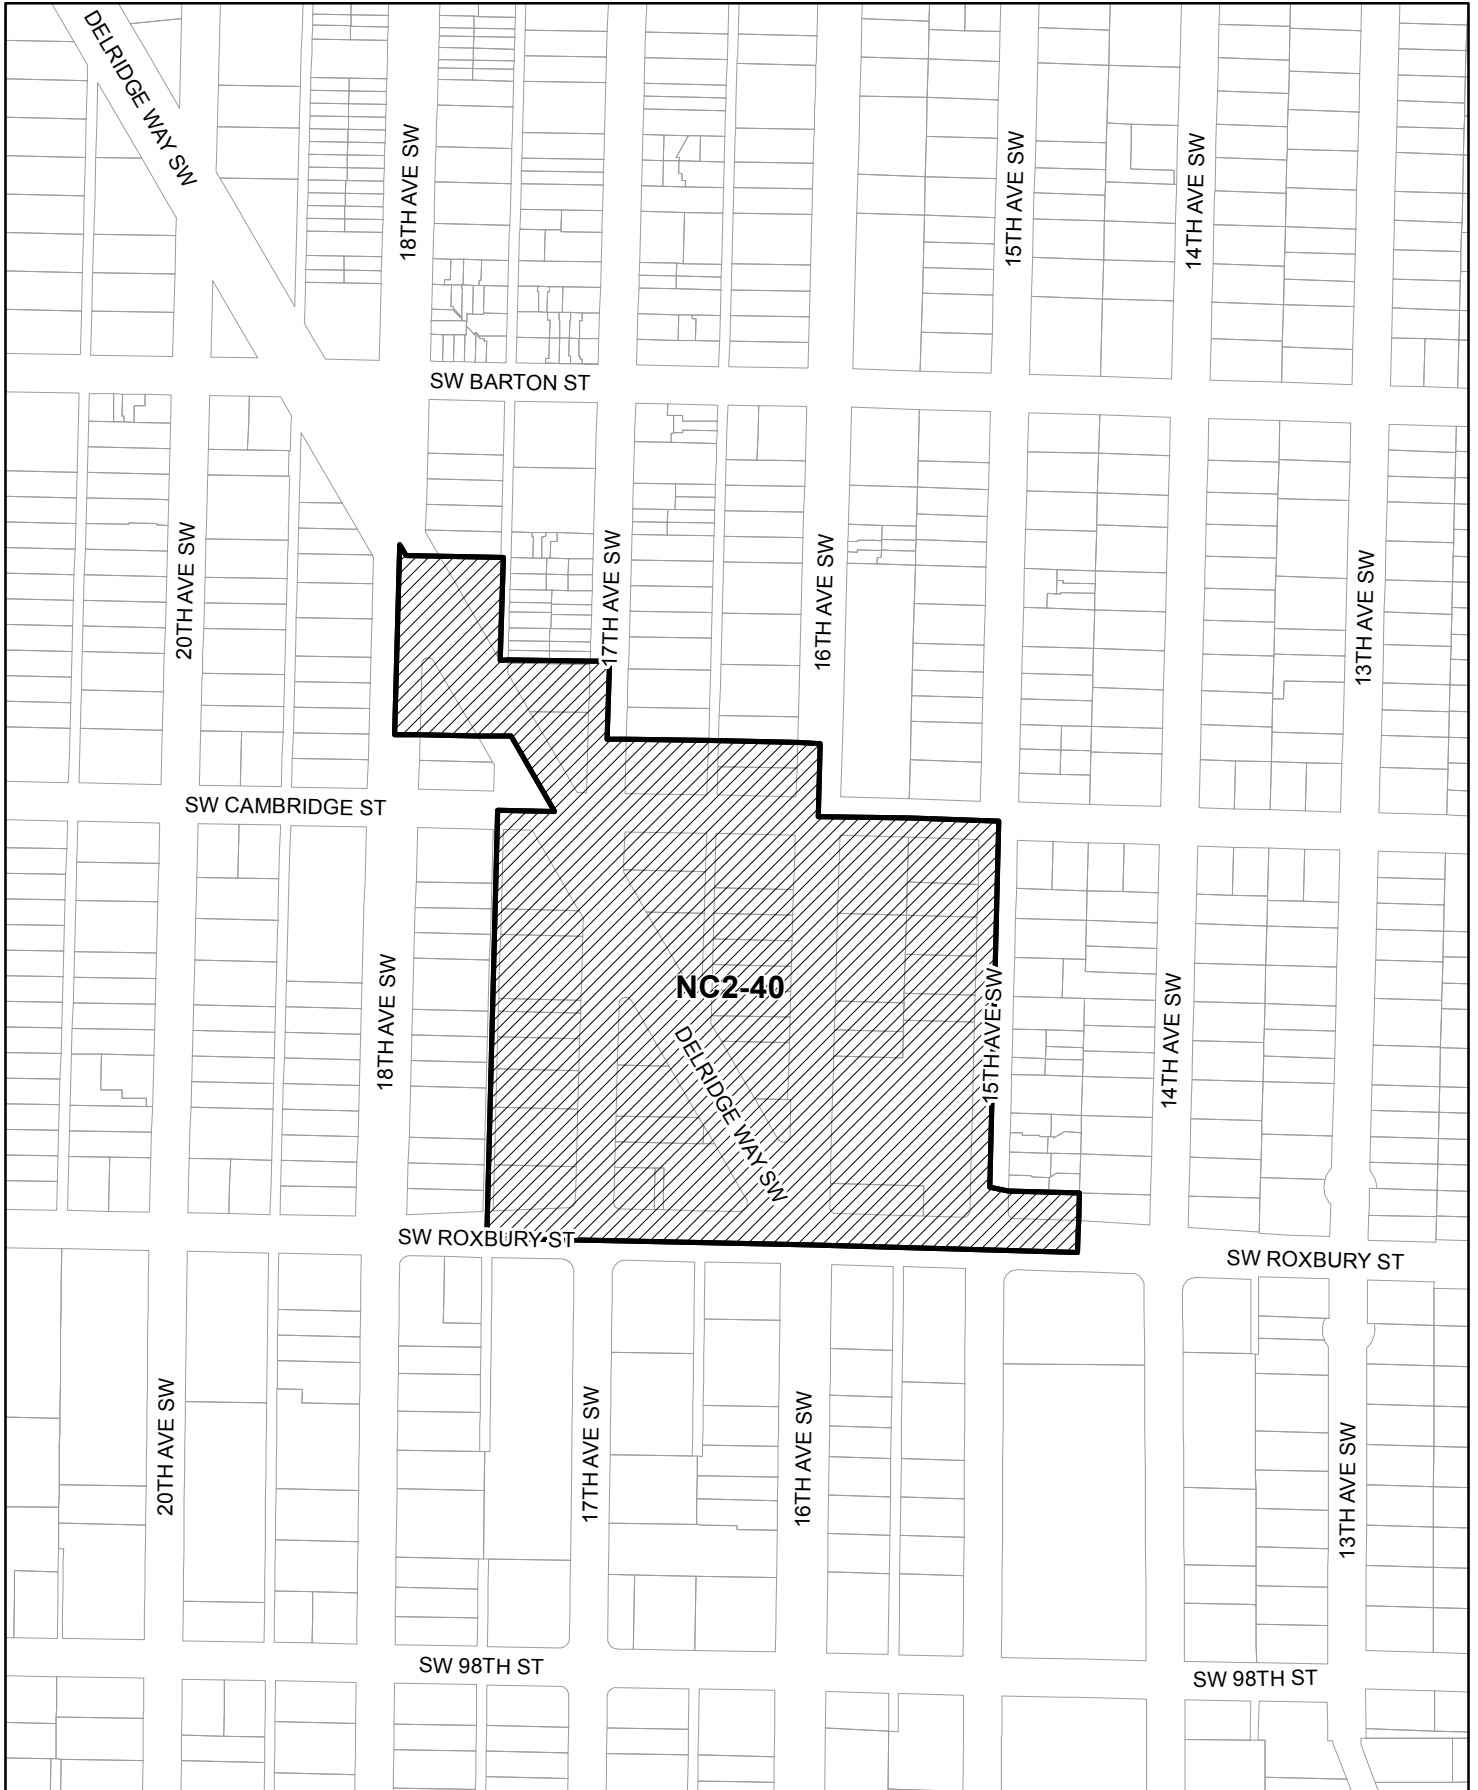 DELRIDGE WAY SW
18TH AVE SW
15TH AVE SW
14TH AVE SW
SW BARTON ST
20TH AVE SW
17TH AVE SW
16TH AVE SW
13TH AVE SW
SW CAMBRIDGE ST
18TH AVE SW
NC2-40
15TH AVE SW
14TH AVE SW
DELRIDGE WAY SW
SW ROXBURY ST
SW ROXBURY ST
20TH AVE SW
17TH AVE SW
16TH AVE SW
13TH AVE SW
SW 98TH ST
SW 98TH ST